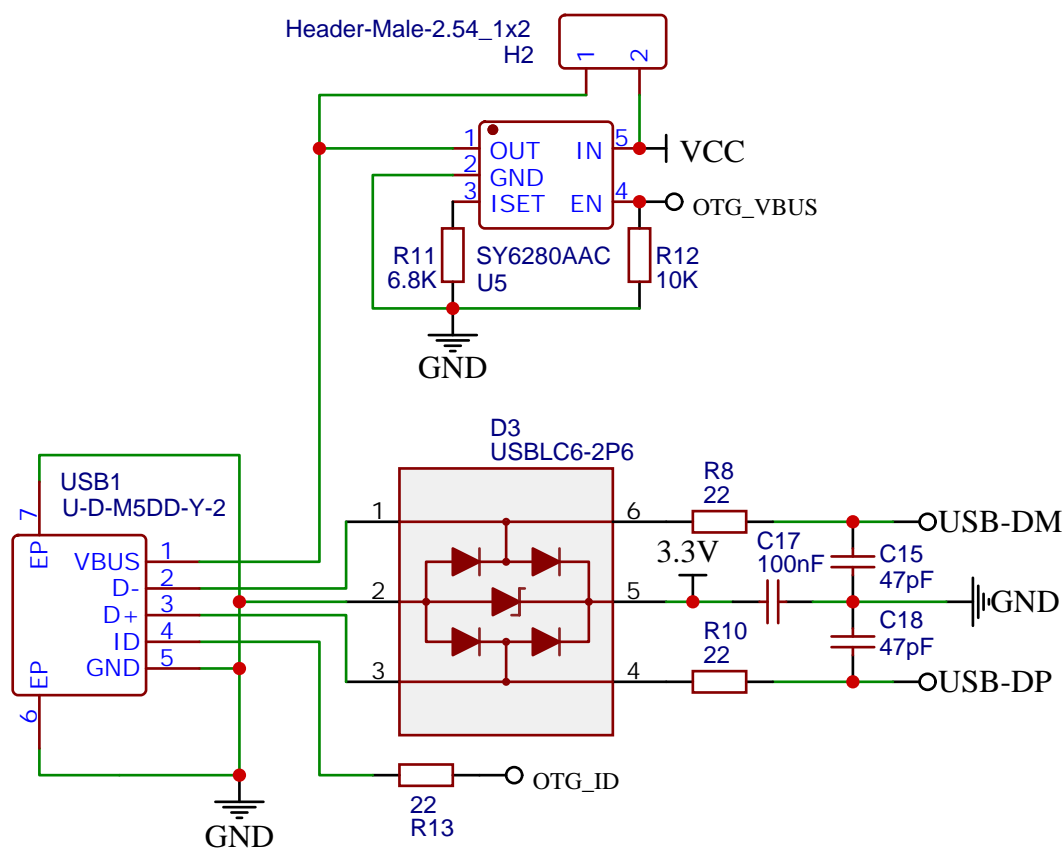 Header-Male-2.54_1x2
H2
1
2
1
OUT
IN
5
VCC
2
GND
3
ISET
EN
4
OTG_VBUS
R11
6.8K
SY6280AAC
U5
R12
10K
GND
D3
USBLC6-2P6
USB1
U-D-M5DD-Y-2
7
EP
VBUS
1
D-
2
D+
3
ID
4
GND
5
EP
6
1
2
3
6
5
4
R8
22
USB-DM
3.3V
C17
100nF
C15
47pF
GND
C18
47pF
R10
22
USB-DP
22
R13
OTG_ID
GND